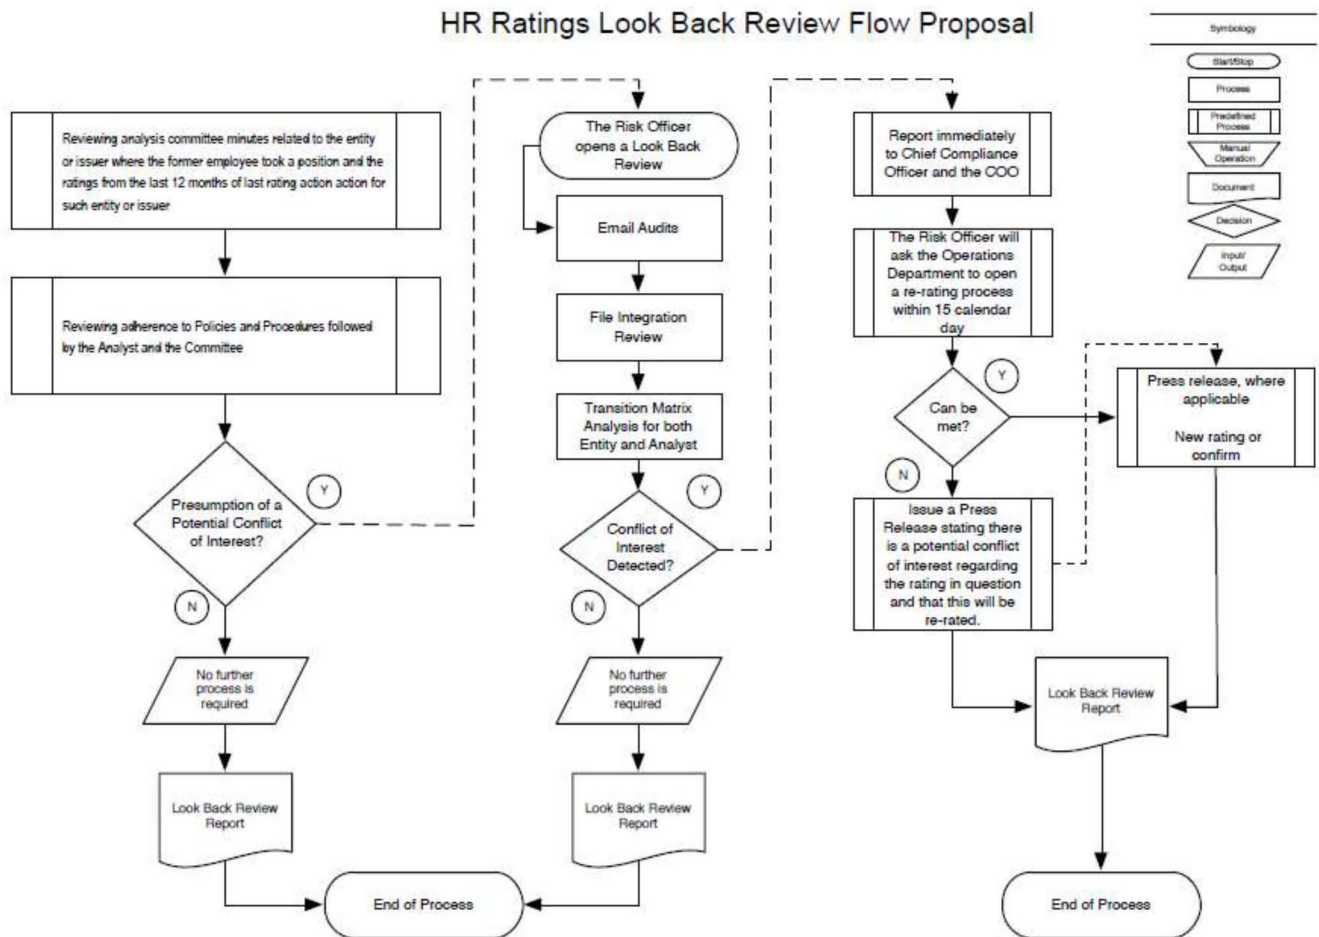 HR Ratings Look Back Review Flow Proposal
Symbology
Start/Stop
Process
Predefined
Process
Manual
Operation
Document
Decision
Input/
Output
Reviewing analysis committee minutes related to the entity
or issuer where the former employee took a position and the
ratings from the last 12 months of last rating action action for
such entity or issuer
Reviewing adherence to Policies and Procedures followed
by the Analyst and the Committee
Presumption of a
Potential Conflict
of Interest?
Y
N
No further
process is
required
Look Back Review
Report
The Risk Officer
opens a Look Back
Review
Email Audits
File Integration
Review
Transition Matrix
Analysis for both
Entity and Analyst
Conflict of
Interest
Detected?
Y
N
No further
process is
required
Look Back Review
Report
End of Process
Report immediately
to Chief Compliance
Officer and the COO
The Risk Officer will
ask the Operations
Department to open
a re-rating process
within 15 calendar
day
Can be
met?
Y
N
Press release, where
applicable
New rating or
confirm
Issue a Press
Release stating there
is a potential conflict
of interest regarding
the rating in question
and that this will be
re-rated.
Look Back Review
Report
End of Process